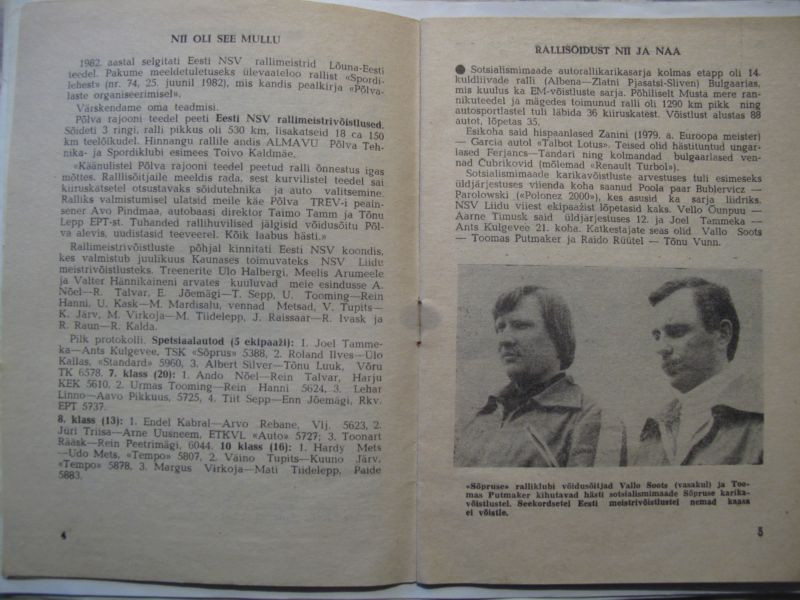 NII OLI SEE MULLU
1982. aastal selgitati Eesti NSV rallimeistrid Lõuna-Eesti
teedel. Pakume meeldetuletuseks ülevaateloo rallist «Spordi-
lehest» (nr. 74, 25. juunil 1982), mis kandis pealkirja «Põlva-
laste organiseerimisel».
Värskendame oma teadmisi.
Põlva rajooni teedel peeti Eesti NSV rallimeistrivõistlused.
Sõideti 3 ringi, ralli pikkus oli 530 km, lisakatseid 18 ca 150
km teelõikudel. Hinnangu rallile andis ALMAVÜ Põlva Teh-
nika- ja Spordiklubi esimees Toivo Kaldmäe.
«Käänulistel Põlva rajooni teedel peetud ralli õnnestus igas
mõttes. Rallisõitjaile meeldis rada, sest kurvilistel teedel sai
kiiruskatsetel otsustavaks sõidutehnika ja auto valitsemine.
Ralliks valmistumisel ulatsid meile käe Põlva TREV-i peain-
sener Avo Pindmaa, autobaasi direktor Taimo Tamm ja Tõnu
Lepp EPT-st. Tuhanded rallihuvilised jälgisid võidusõitu Põl-
va alevis, uudistasid teeveerel. Kõik laabus hästi.»
Rallimeistrivõistluste põhjal kinnitati Eesti NSV koondis,
kes valmistub juulikuus Kaunases toimuvateks NSV Liidu
meistrivõistlusteks. Treenerite Ülo Halbergi, Meelis Arumeele
ja Valter Hännikaineni arvates kuuluvad meie esindusse A.
Nõel—R. Talvar, E. Jõemägi—T. Sepp, U. Tooming—Rein
Hanni, U. Kask—M. Mardisalu, vennad Metsad, V. Tupits—
K. Järv, M. Virkoja—M. Tiidelepp, J. Raissaar—R. Ivask ja
R. Raun—R. Kalda.
Pilk protokolli. Spetsiaalautod (5 ekipaaži): 1. Joel Tamme-
ka—Ants Kulgevee, TSK «Sõprus» 5388, 2. Roland Ilves—Ülo
Kallas, «Standard» 5960, 3. Albert Silver—Tõnu Luuk, Võru
TK 6578. 7. klass (20): 1. Ando Nõel—Rein Talvar, Harju
KEK 5610, 2. Urmas Tooming—Rein Hanni 5624, 3. Lehar
Linno—Aavo Pikkuus, 5725, 4. Tiit Sepp—Enn Jõemägi, Rkv.
EPT 5737.
8. klass (13): 1. Endel Kabral—Arvo Rebane, Vlj. 5623, 2.
Jüri Triisa—Arne Uusneem, ETKVL «Auto» 5727; 3. Toonart
Rääsk—Rein Peetrimägi, 6044. 10 klass (16): 1. Hardy Mets
—Udo Mets, «Tempo» 5807, 2. Väino Tupits—Kuuno Järv,
«Tempo» 5878, 3. Margus Virkoja—Mati Tiidelepp, Paide
5883.
4
RALLISÕIDUST NII JA NAA
● Sotsialismimaade autorallikarikasarja kolmas etapp oli 14.
kuldliivade ralli (Albena—Zlatni Pjasatsi-Sliven) Bulgaarias,
mis kuulus ka EM-võistluste sarja. Põhiliselt Musta mere ran-
nikuteedel ja mägedes toimunud ralli oli 1290 km pikk ning
autosportlastel tuli läbida 36 kiiruskatset. Võistlust alustas 88
autot, lõpetas 35.
Esikoha said hispaanlased Zanini (1979. a. Euroopa meister)
— Garcia autol «Talbot Lotus». Teised olid hästituntud ungar-
lased Ferjancs—Tandari ning kolmandad bulgaarlased ven-
nad Čubrikovid (mõlemad «Renault Turbol»).
Sotsialismimaade karikavõistluste arvestuses tuli esimeseks
üldjärjestuses viienda koha saanud Poola paar Bublervicz —
Parolowski («Polonez 2000»), kes asusid ka sarja liidriks.
NSV Liidu viiest ekipaažist lõpetasid kaks. Vello Õunpuu —
Aarne Timusk said üldjärjestuses 12. ja Joel Tammeka —
Ants Kulgevee 21. koha. Katkestajate seas olid Vallo Soots
— Toomas Putmaker ja Raido Rüütel — Tõnu Vunn.
«Sõpruse» ralliklubi võidusõitjad Vallo Soots (vasakul) ja Too-
mas Putmaker kihutavad hästi sotsialismimaade Sõpruse karika-
võistlustel. Seekordsetel Eesti meistrivõistlustel nemad kaasa
ei võistle.
5